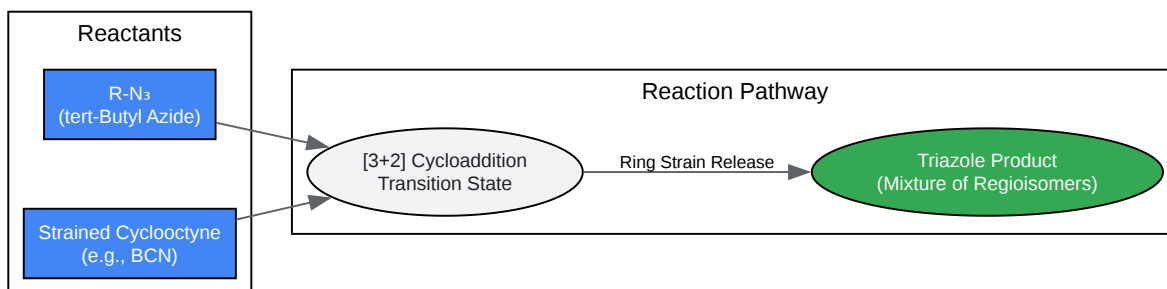 Reactants
R-N₃
(tert-Butyl Azide)
Strained Cyclooctyne
(e.g., BCN)
Reaction Pathway
[3+2] Cycloaddition
Transition State
Ring Strain Release
Triazole Product
(Mixture of Regioisomers)